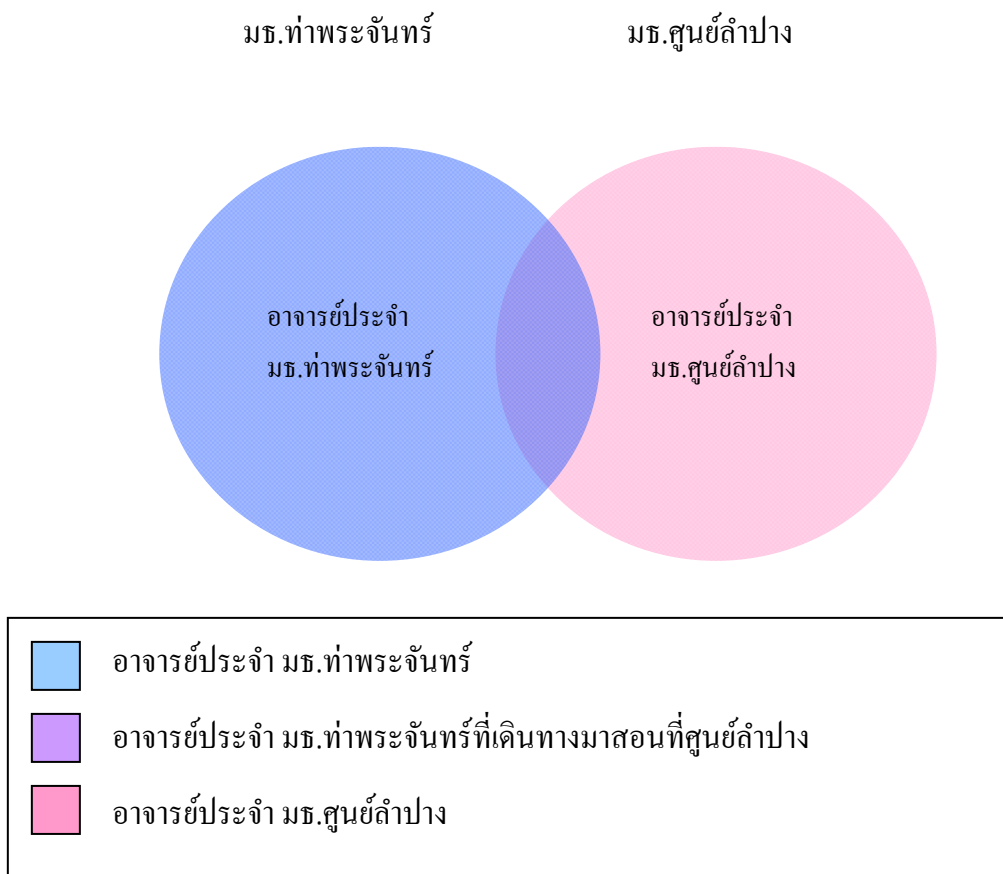 มธ.ท่าพระจันทร์ มธ.ศูนย์ลำปาง
อาจารย์ประจำ
มธ.ท่าพระจันทร์
อาจารย์ประจำ
มธ.ศูนย์ลำปาง
อาจารย์ประจำ มธ.ท่าพระจันทร์
อาจารย์ประจำ มธ.ท่าพระจันทร์ที่เดินทางมาสอนที่ศูนย์ลำปาง
อาจารย์ประจำ มธ.ศูนย์ลำปาง